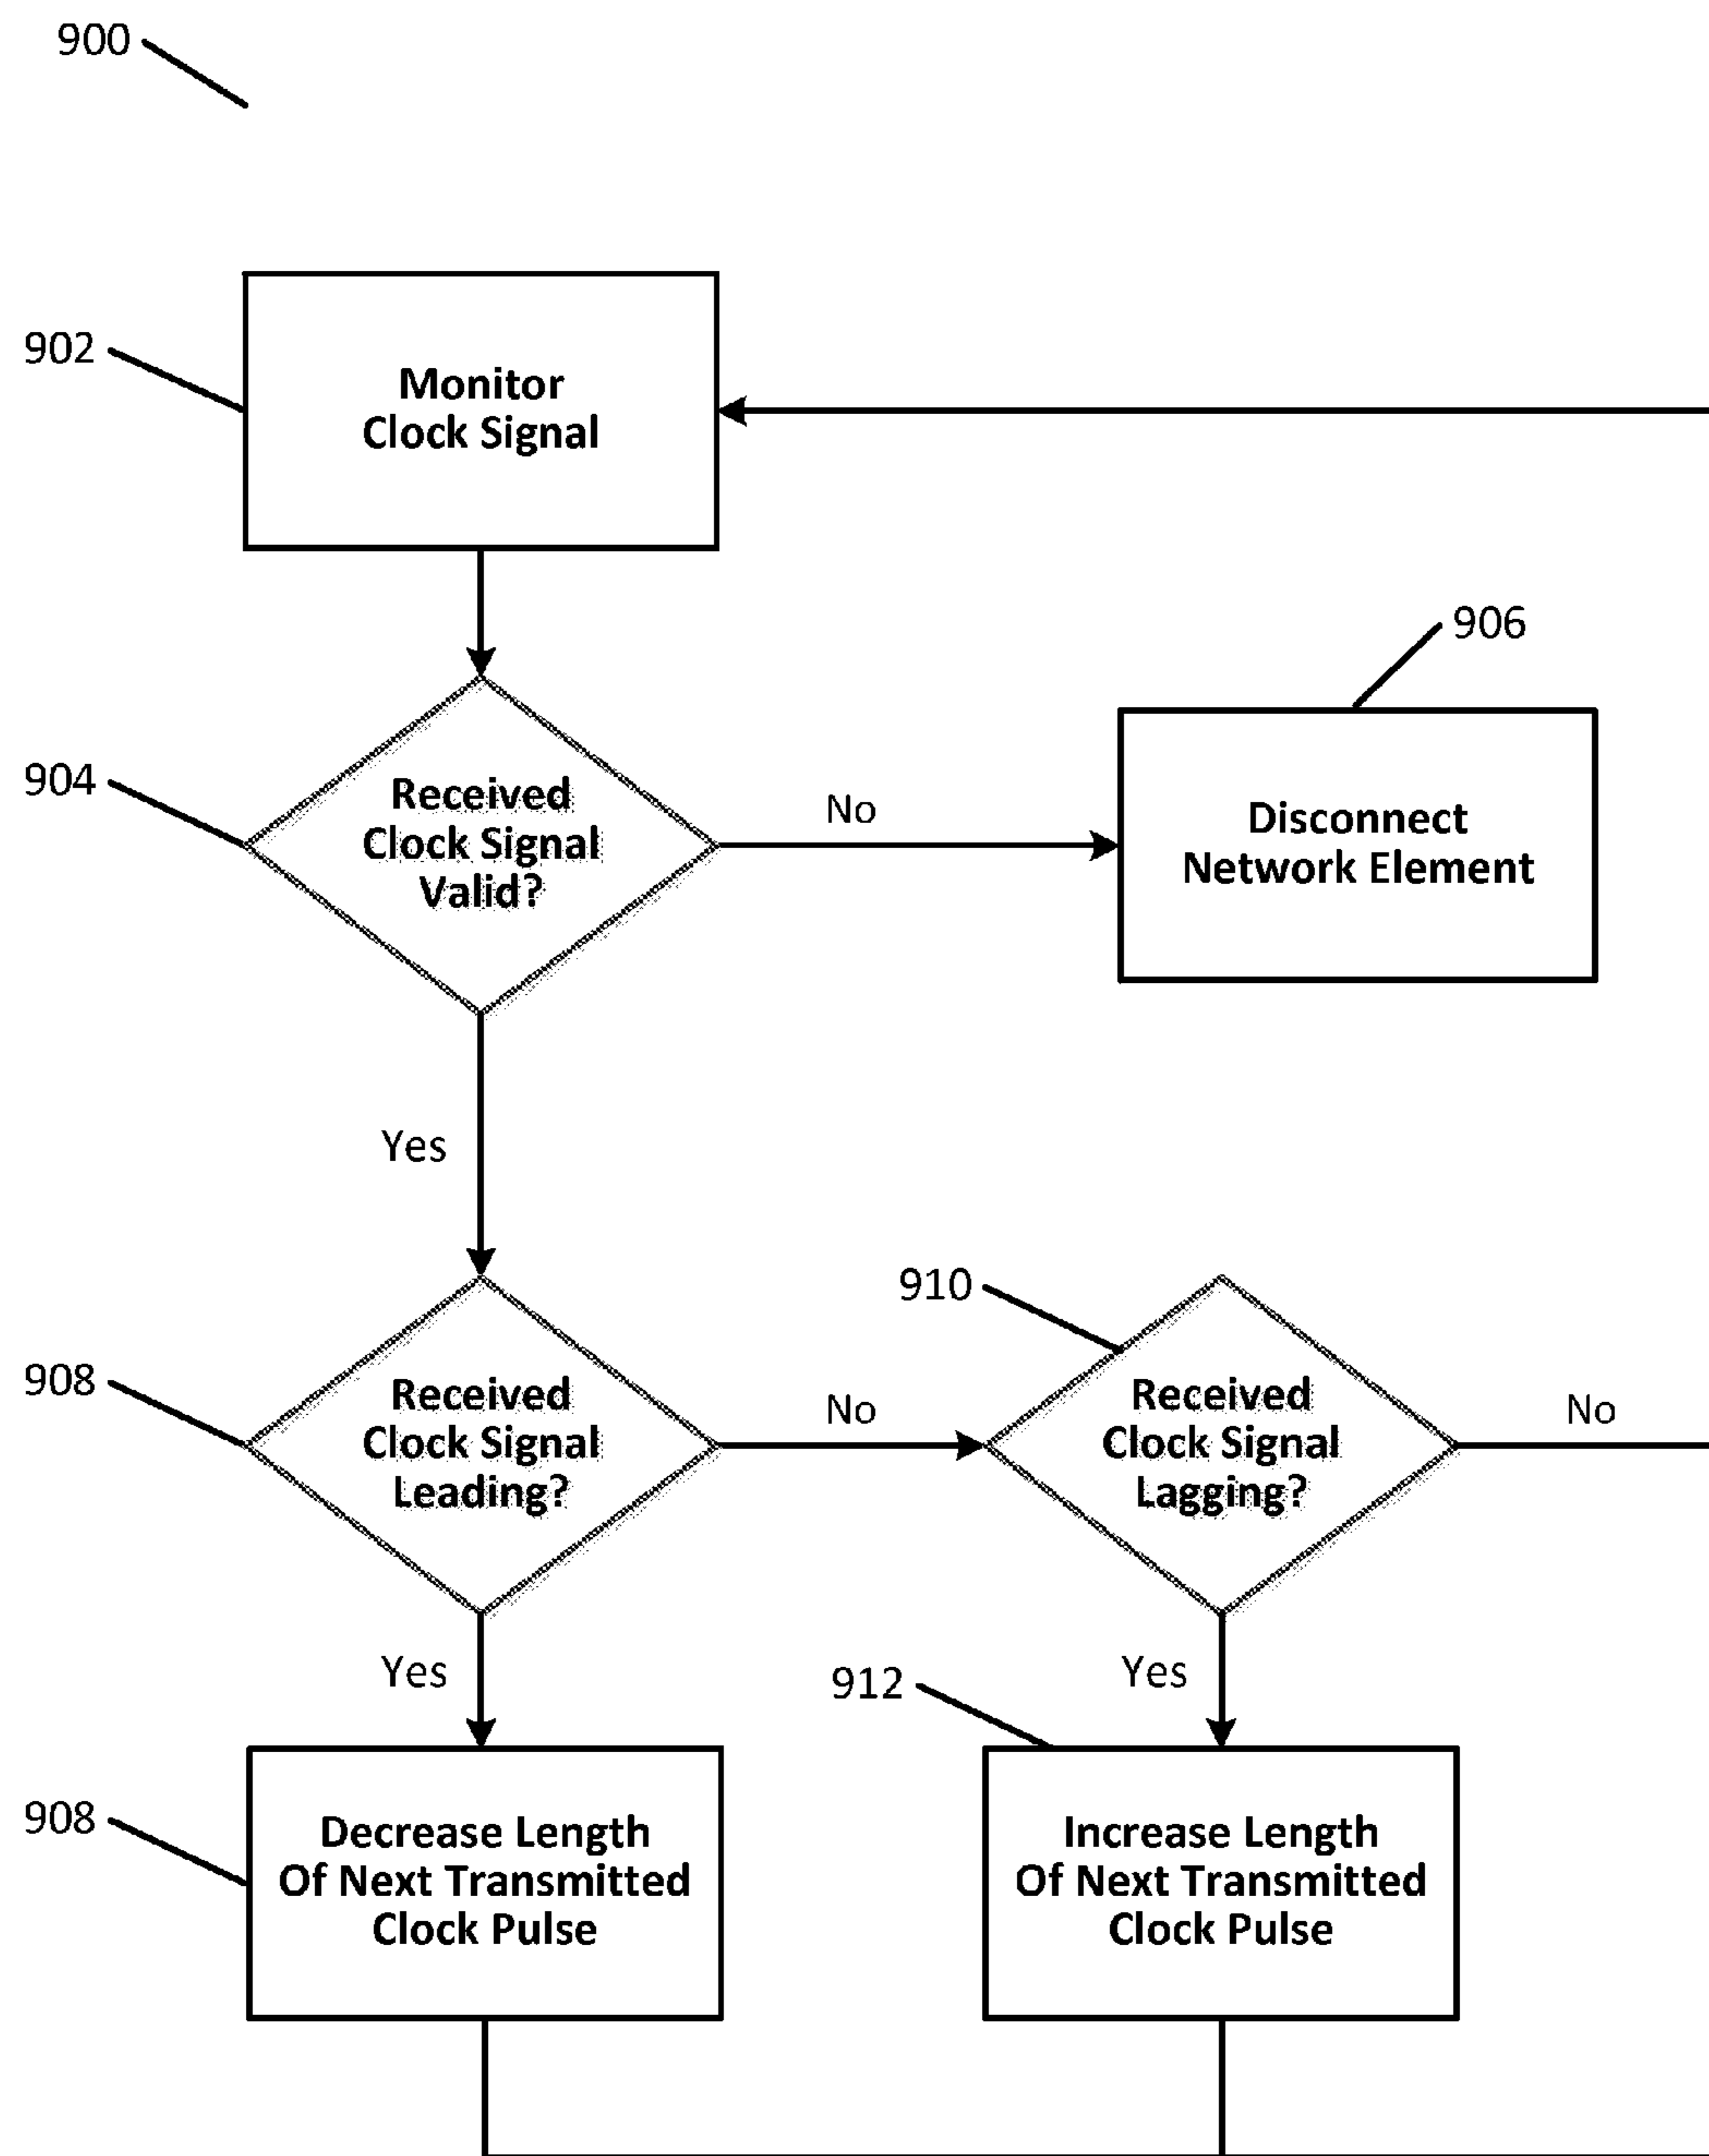 900
902
Monitor
Clock Signal
904
Received
Clock Signal
Valid?
No
906
Disconnect
Network Element
Yes
908
Received
Clock Signal
Leading?
No
910
Received
Clock Signal
Lagging?
No
Yes
908
Decrease Length
Of Next Transmitted
Clock Pulse
Yes
912
Increase Length
Of Next Transmitted
Clock Pulse